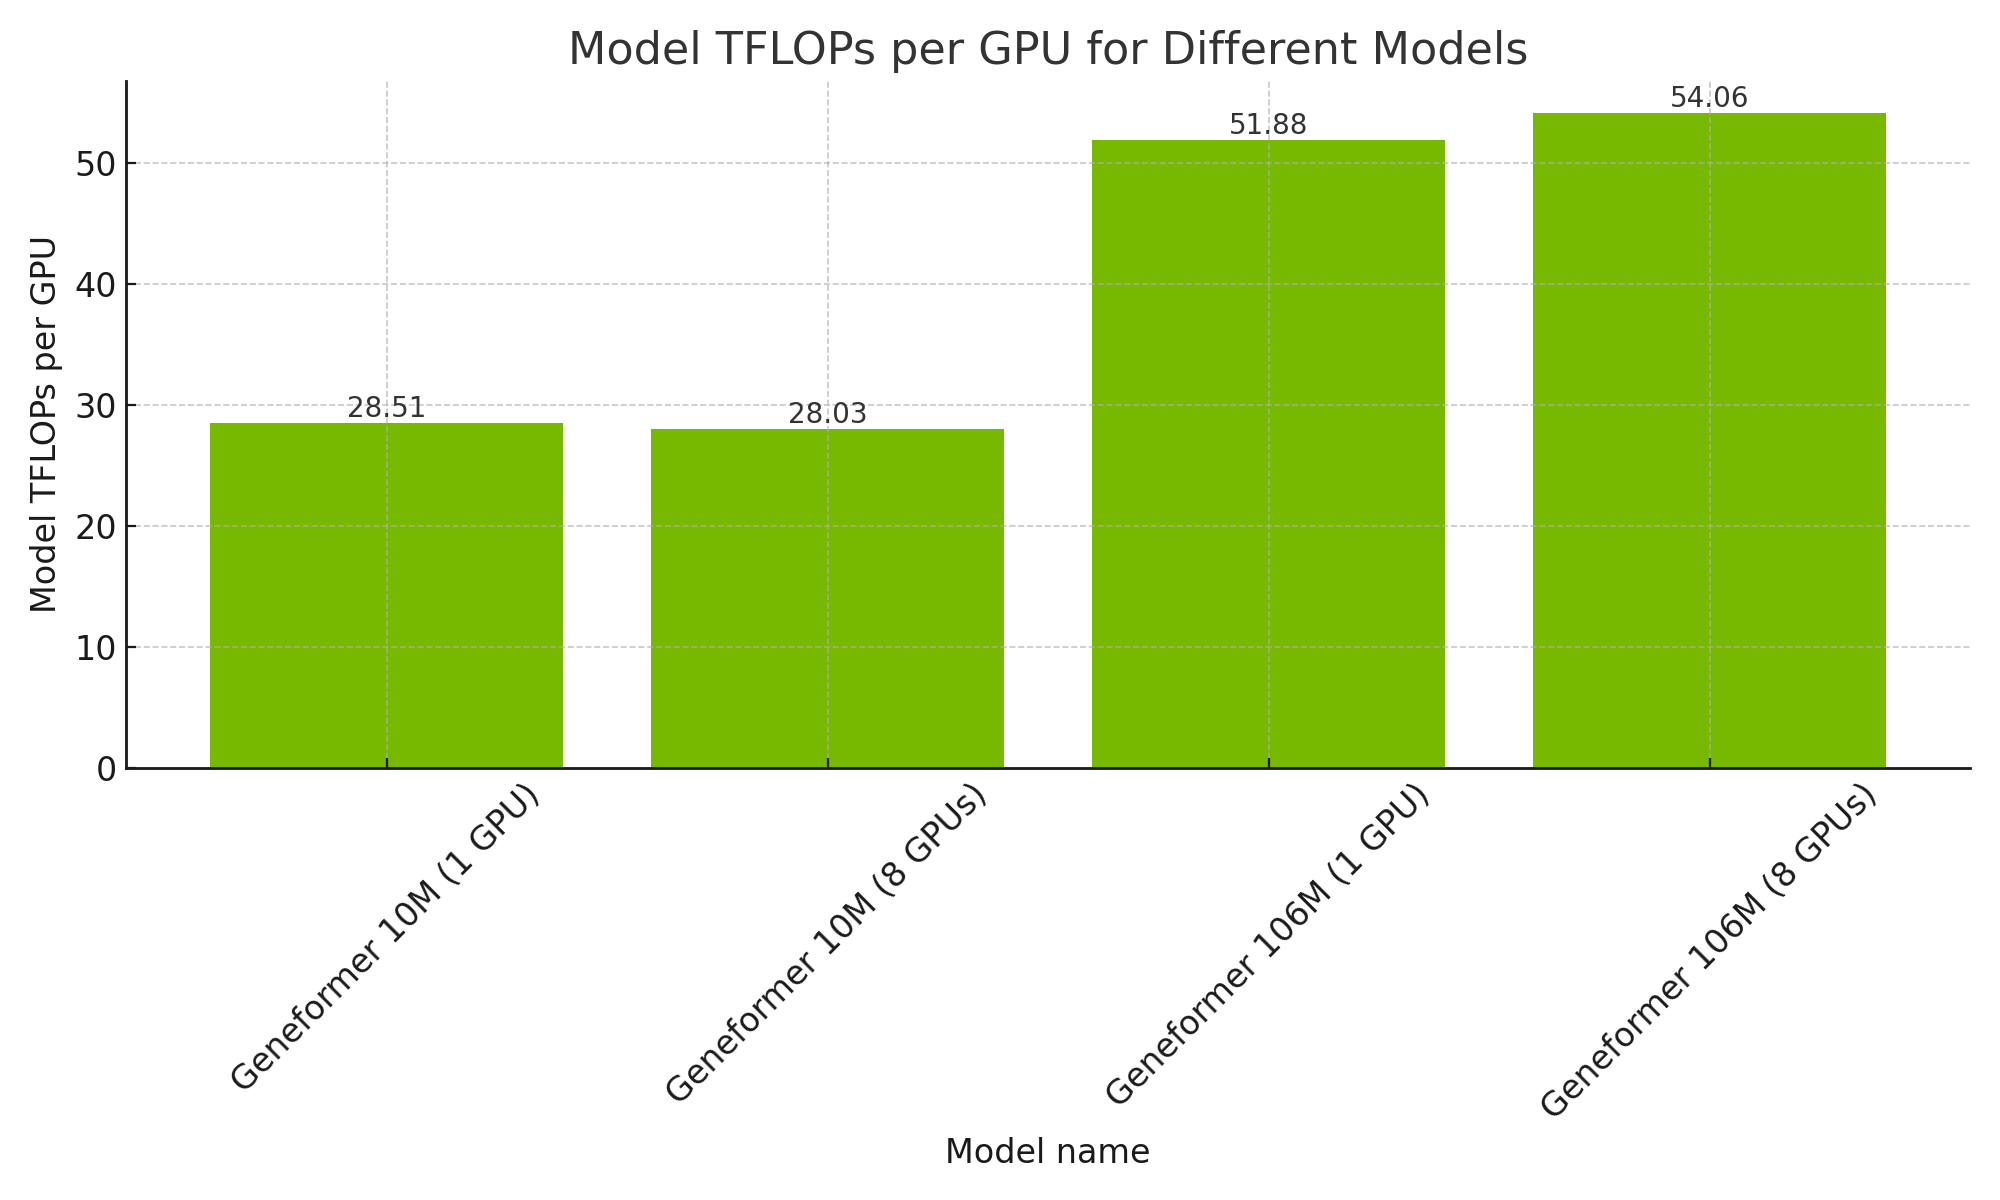 Model TFLOPs per GPU for Different Models
Model TFLOPs per GPU
50
40
30
20
10
0
28.51
28.03
51.88
54.06
Geneformer 10M (1 GPU)
Geneformer 10M (8 GPUs)
Geneformer 106M (1 GPU)
Geneformer 106M (8 GPUs)
Model name